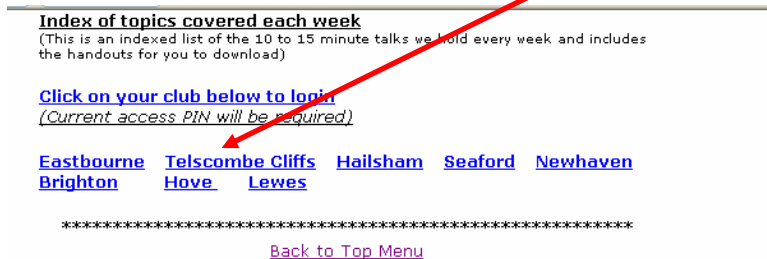 Index of topics covered each week
(This is an indexed list of the 10 to 15 minute talks we hold every week and includes
the handouts for you to download)
Click on your club below to login
(Current access PIN will be required)
Eastbourne Telscombe Cliffs Hailsham Seaford Newhaven
Brighton Hove Lewes
*******************************************************
Back to Top Menu